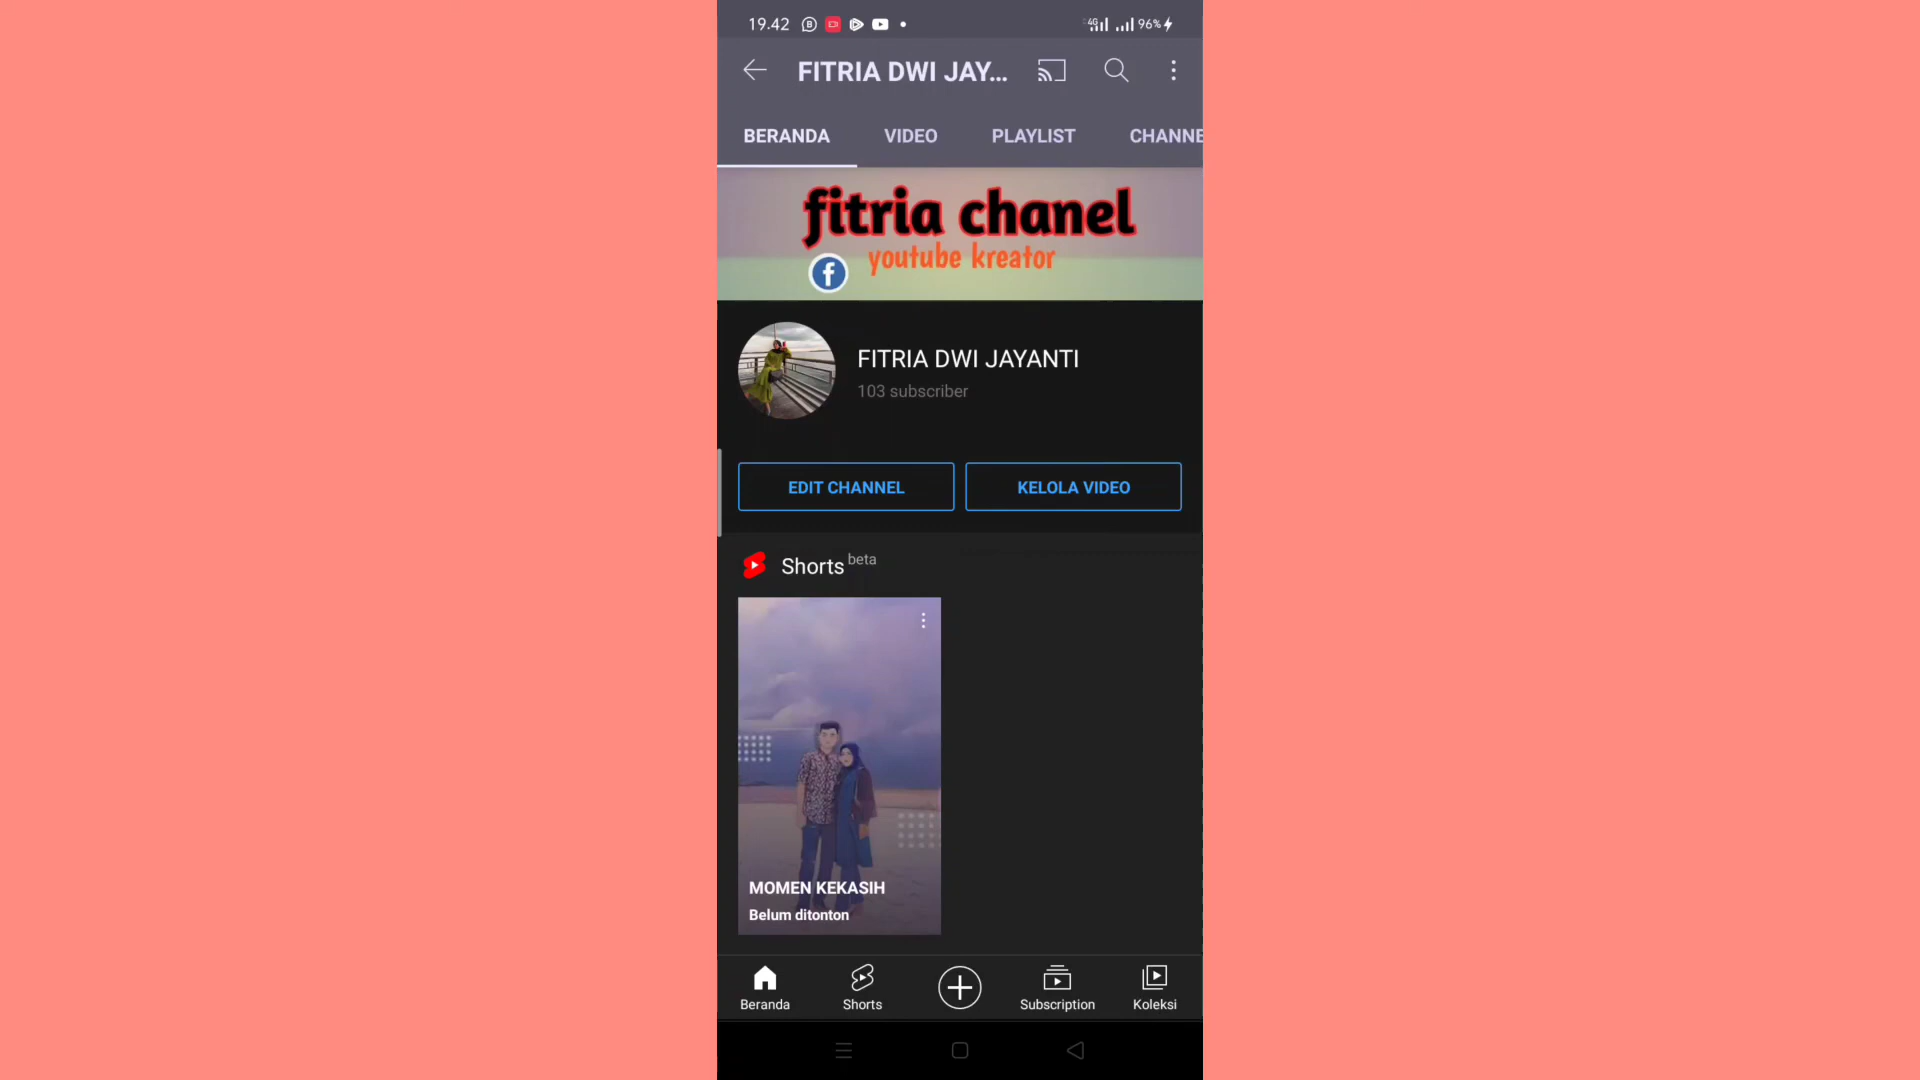 19.42
4G 96%
FITRIA DWI JAY...
BERANDA VIDEO PLAYLIST CHANNE
fitria chanel
youtube kreator
FITRIA DWI JAYANTI
103 subscriber
EDIT CHANNEL KELOLA VIDEO
Shorts beta
MOMEN KEKASIH
Belum ditonton
Beranda Shorts Subscription Koleksi